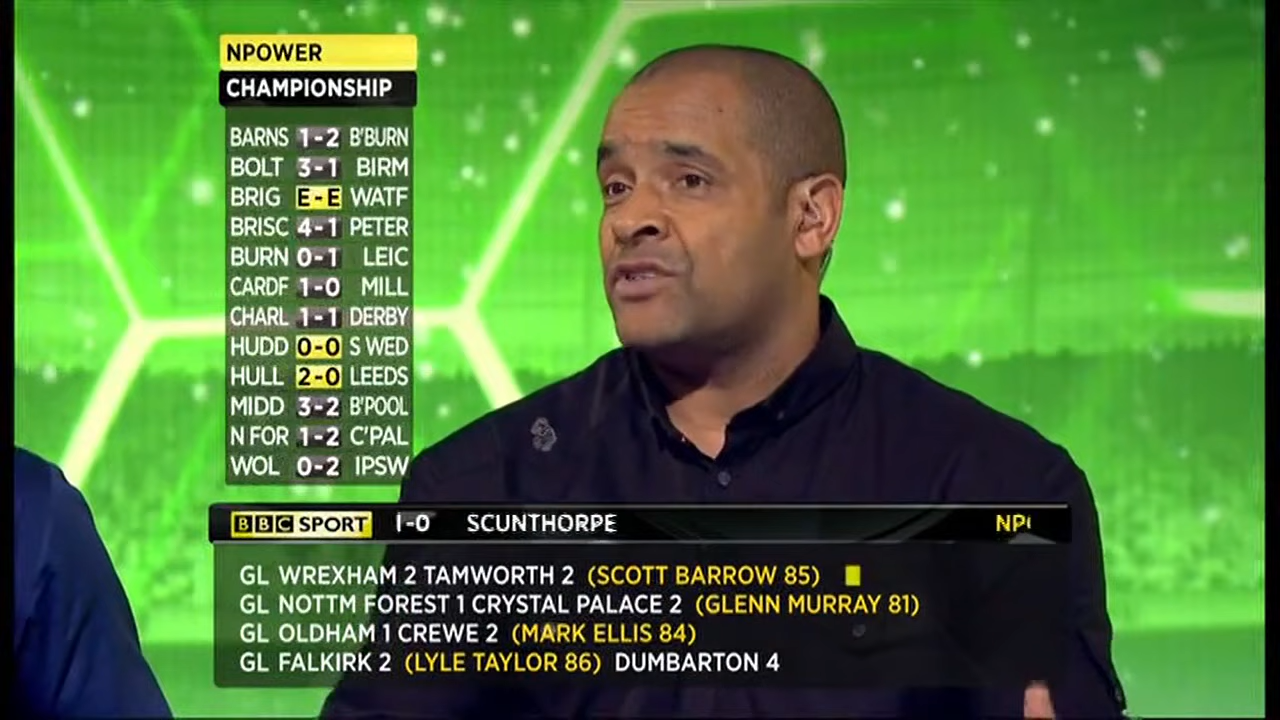 NPOWER
CHAMPIONSHIP
BARNS 1-2 B'BURN
BOLT 3-1 BIRM
BRIG E-E WATF
BRISC 4-1 PETER
BURN 0-1 LEIC
CARDF 1-0 MILL
CHARL 1-1 DERBY
HUDD 0-0 S WED
HULL 2-0 LEEDS
MIDD 3-2 B'POOL
N FOR 1-2 C'PAL
WOL 0-2 IPSW
BBC SPORT 1-0 SCUNTHORPE
GL WREXHAM 2 TAMWORTH 2 (SCOTT BARROW 85)
GL NOTTM FOREST 1 CRYSTAL PALACE 2 (GLENN MURRAY 81)
GL OLDHAM 1 CREWE 2 (MARK ELLIS 84)
GL FALKIRK 2 (LYLE TAYLOR 86) DUMBARTON 4